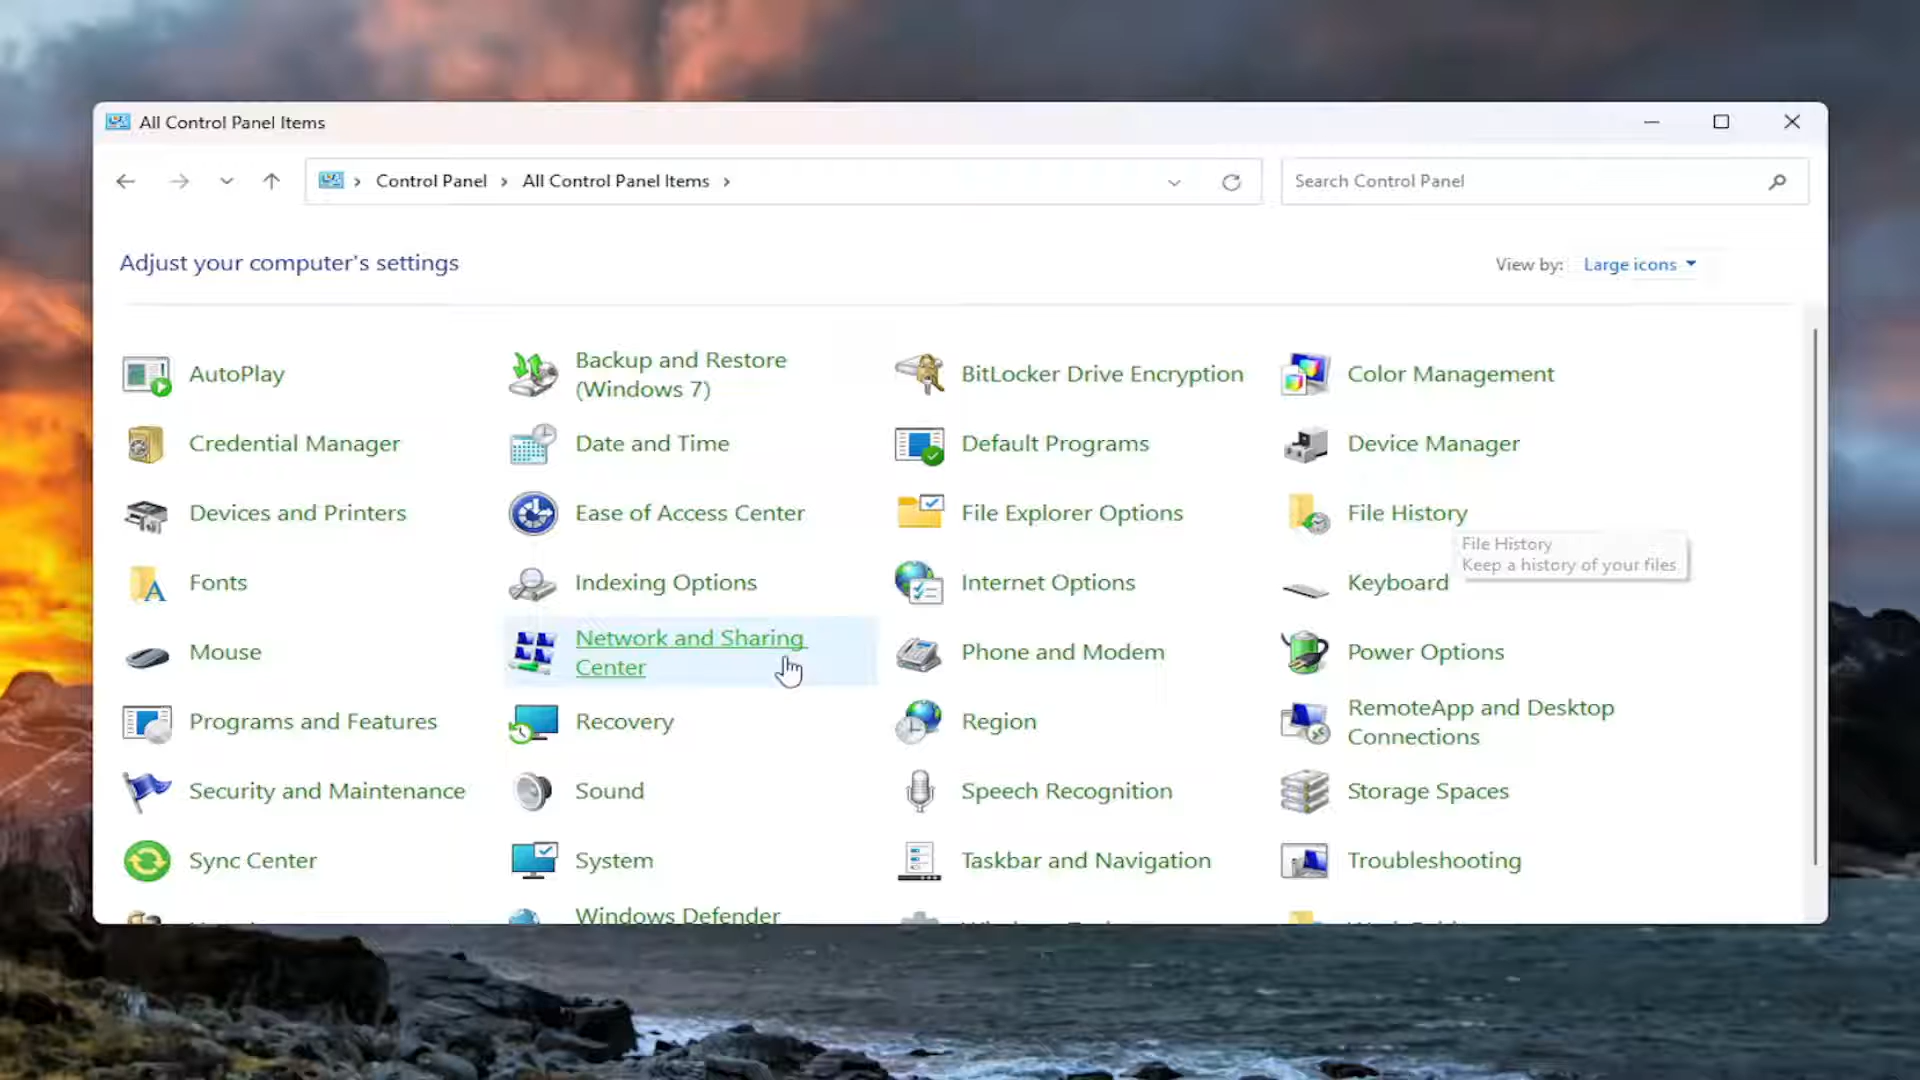 All Control Panel Items
Control Panel
All Control Panel Items
Search Control Panel
Adjust your computer's settings
View by:
Large icons
AutoPlay
Backup and Restore
(Windows 7)
BitLocker Drive Encryption
Color Management
Credential Manager
Date and Time
Default Programs
Device Manager
Devices and Printers
Ease of Access Center
File Explorer Options
File History
File History
Keep a history of your files
Fonts
Indexing Options
Internet Options
Keyboard
Mouse
Network and Sharing
Center
Phone and Modem
Power Options
Programs and Features
Recovery
Region
RemoteApp and Desktop
Connections
Security and Maintenance
Sound
Speech Recognition
Storage Spaces
Sync Center
System
Taskbar and Navigation
Troubleshooting
Windows Defender